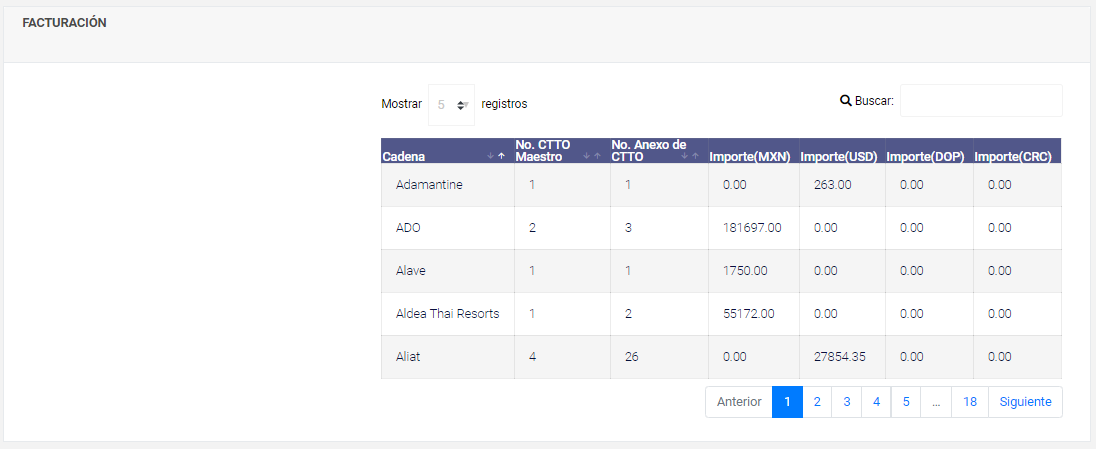 FACTURACIÓN
Mostrar 5 registros Buscar:
Cadena No. CTTO Maestro No. Anexo de CTTO Importe(MXN) Importe(USD) Importe(DOP) Importe(CRC)
Adamantine 1 1 0.00 263.00 0.00 0.00
ADO 2 3 181697.00 0.00 0.00 0.00
Alave 1 1 1750.00 0.00 0.00 0.00
Aldea Thai Resorts 1 2 55172.00 0.00 0.00 0.00
Aliat 4 26 0.00 27854.35 0.00 0.00
Anterior 1 2 3 4 5 ... 18 Siguiente